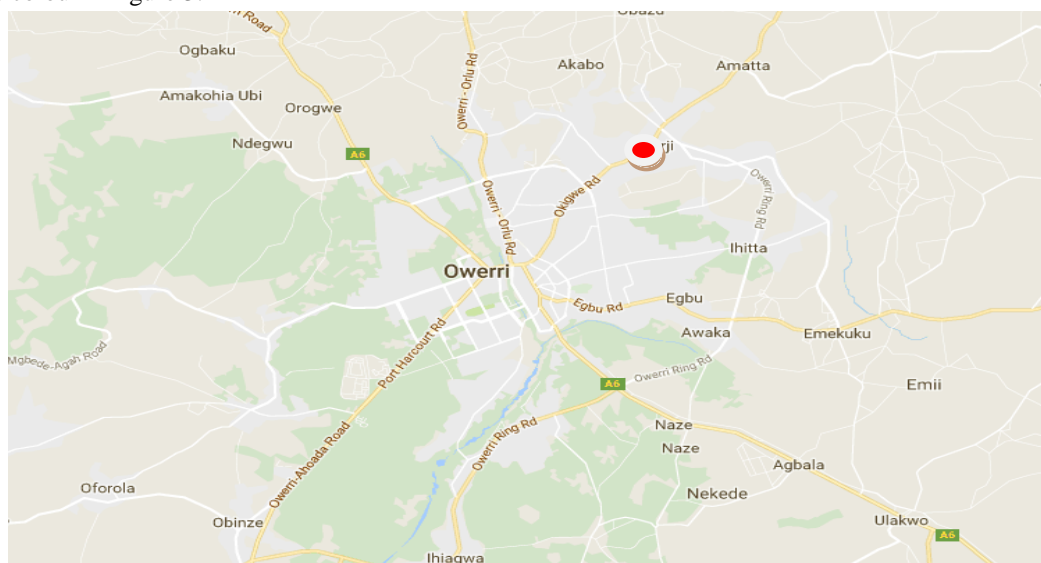 Road
Obazu
Ogbaku
Akabo
Amatta
Owerri - Orlu Rd
Amakohia Ubi
Orogwe
Ndegwu
A6
rji
Okigwe Rd
Owerri Ring Rd
Owerri - Orlu Rd
Ihitta
Owerri
Egbu Rd
Egbu
Awaka
Emekuku
Mgbede-Agah Road
Port Harcourt Rd
Owerri Ring Rd
A6
Emii
Owerri Ring Rd
Naze
Naze
Owerri-Ahoada Road
Agbala
Oforola
Nekede
Obinze
Ulakwo
A6
Ihiagwa